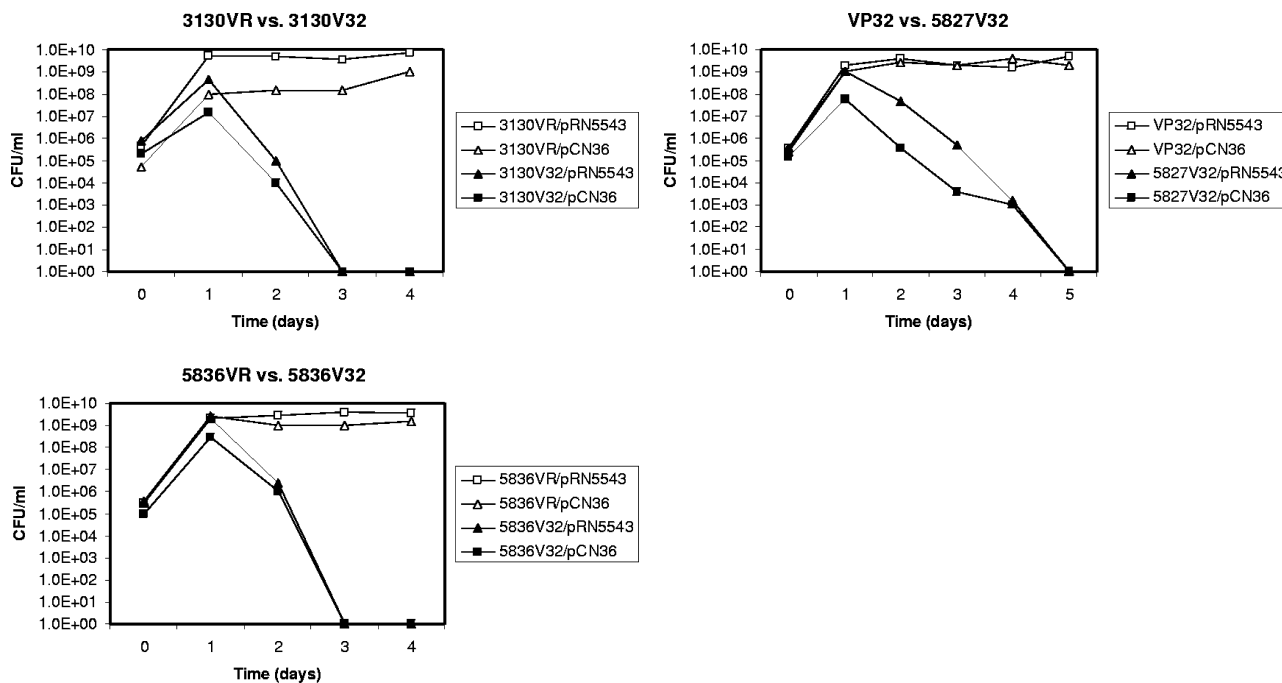 3130VR vs. 3130V32
1.0E+10
1.0E+09
1.0E+08
1.0E+07
1.0E+06
1.0E+05
1.0E+04
1.0E+03
1.0E+02
1.0E+01
1.0E+00
CFU/ml
0 1 2 3 4
Time (days)
3130VR/pRN5543
3130VR/pCN36
3130V32/pRN5543
3130V32/pCN36
VP32 vs. 5827V32
1.0E+10
1.0E+09
1.0E+08
1.0E+07
1.0E+06
1.0E+05
1.0E+04
1.0E+03
1.0E+02
1.0E+01
1.0E+00
CFU/ml
0 1 2 3 4 5
Time (days)
VP32/pRN5543
VP32/pCN36
5827V32/pRN5543
5827V32/pCN36
5836VR vs. 5836V32
1.0E+10
1.0E+09
1.0E+08
1.0E+07
1.0E+06
1.0E+05
1.0E+04
1.0E+03
1.0E+02
1.0E+01
1.0E+00
CFU/ml
0 1 2 3 4
Time (days)
5836VR/pRN5543
5836VR/pCN36
5836V32/pRN5543
5836V32/pCN36